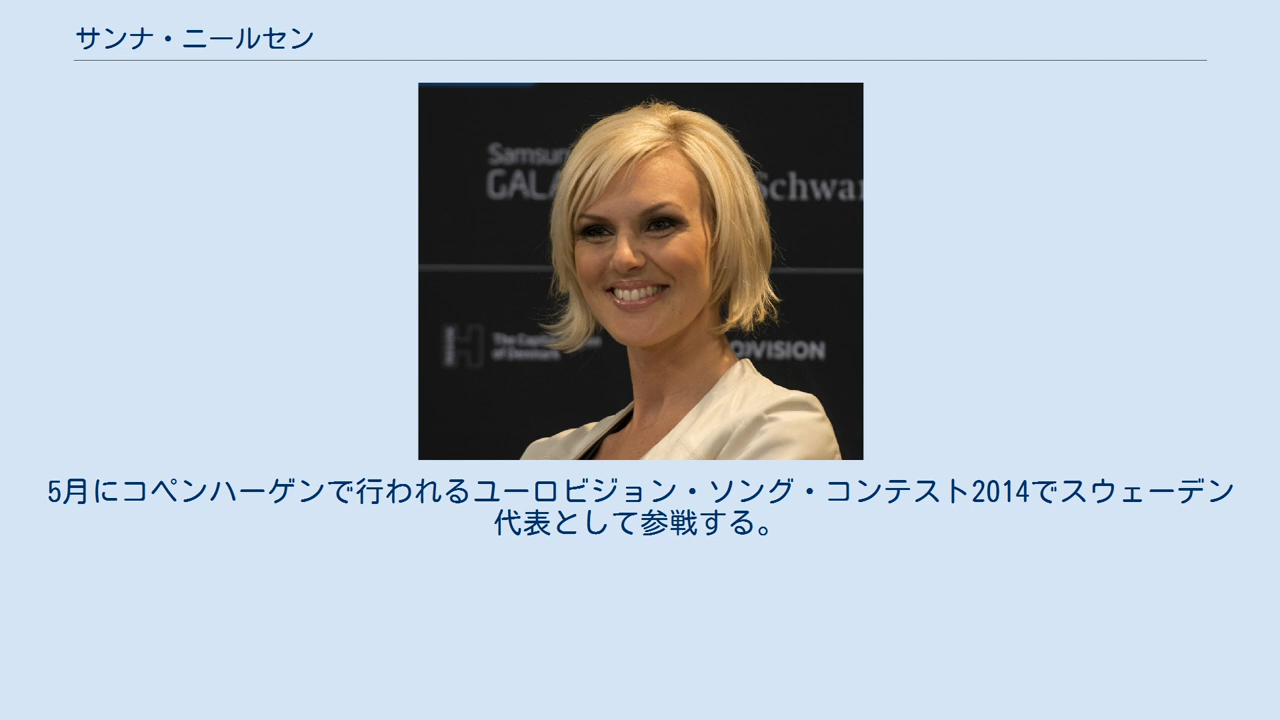 サンナ・ニールセン
Samsun
GALA
Schwar
The Capit
of Denmark
OVISION
5月にコペンハーゲンで行われるユーロビジョン・ソング・コンテスト2014でスウェーデン
代表として参戦する。